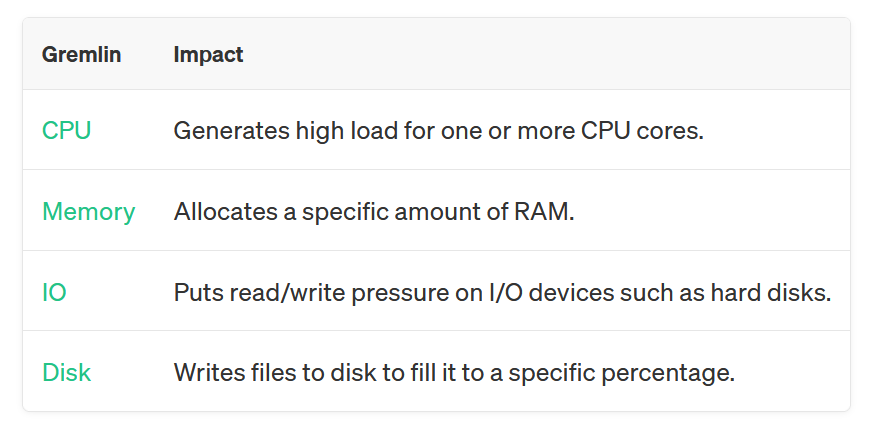 Gremlin Impact
CPU Generates high load for one or more CPU cores.
Memory Allocates a specific amount of RAM.
IO Puts read/write pressure on I/O devices such as hard disks.
Disk Writes files to disk to fill it to a specific percentage.